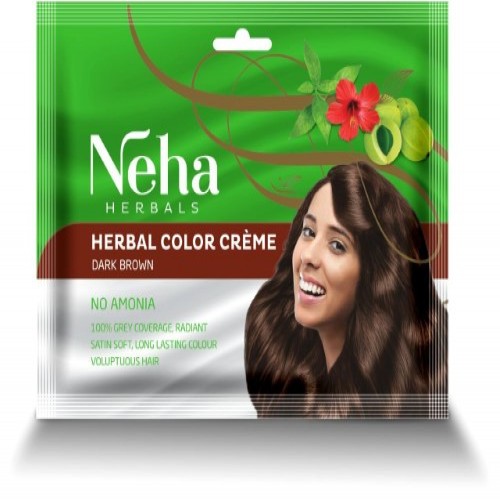 Neha
HERBALS
HERBAL COLOR CRÈME
DARK BROWN
NO AMONIA
100% GREY COVERAGE, RADIANT
SATIN SOFT, LONG LASTING COLOUR
VOLUPTUOUS HAIR